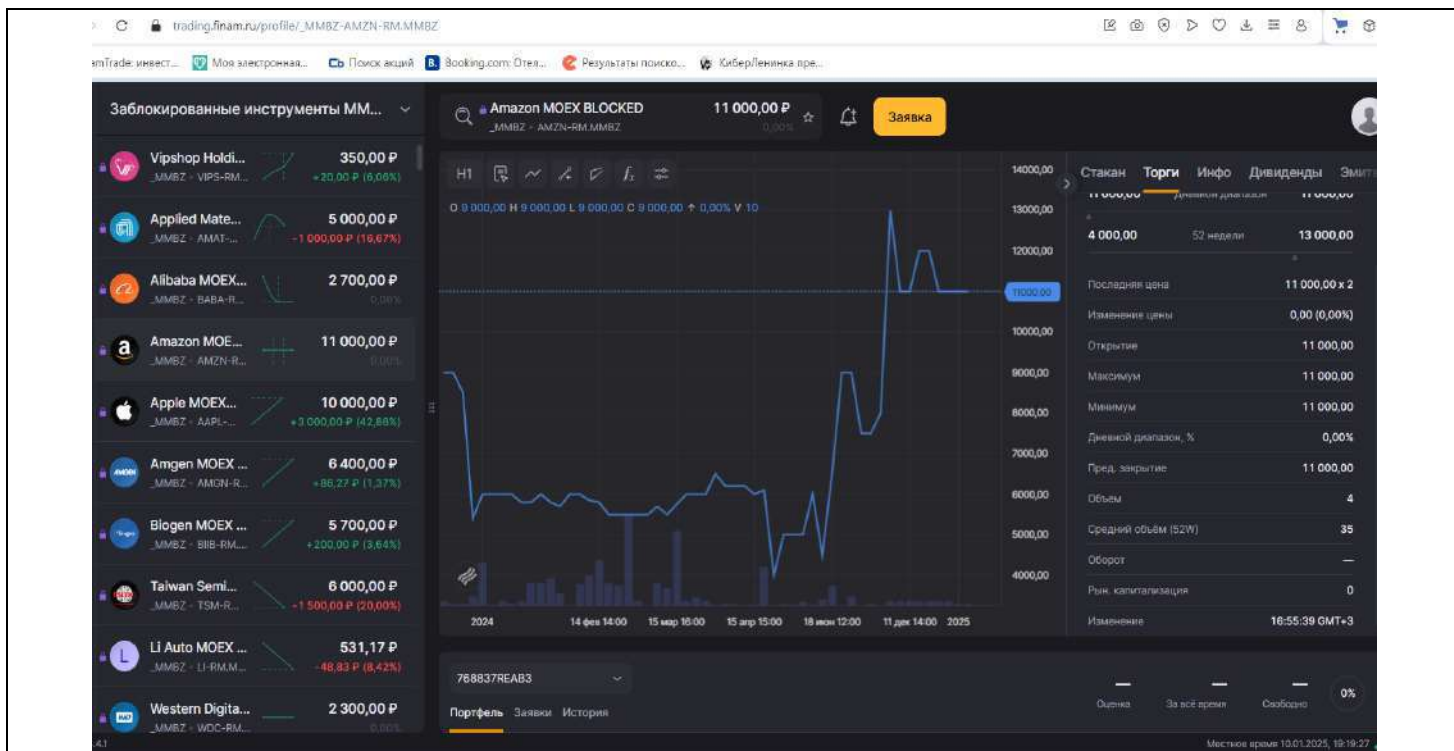 trading.finam.ru/profile/_MMBZ-AMZN-RM.MMBZ
amTrade: инвест... Моя электронная... Поиск акций Booking.com: Отел... Результаты поиско... КиберЛенинка пре...
Заблокированные инструменты MM...
Amazon MOEX BLOCKED 11 000,00 ₽
_MMBZ - AMZN-RM.MMBZ 0,00%
Заявка
Vipshop Holdi... 350,00 ₽
_MMBZ - VIPS-RM... +20,00 ₽ (6,06%)
Applied Mate... 5 000,00 ₽
_MMBZ - AMAT-... -1 000,00 ₽ (16,67%)
Alibaba MOEX... 2 700,00 ₽
_MMBZ - BABA-R... 0,00%
Amazon MOE... 11 000,00 ₽
_MMBZ - AMZN-R... 0,00%
Apple MOEX... 10 000,00 ₽
_MMBZ - AAPL-... +3 000,00 ₽ (42,86%)
Amgen MOEX ... 6 400,00 ₽
_MMBZ - AMGN-R... +86,27 ₽ (1,37%)
Biogen MOEX ... 5 700,00 ₽
_MMBZ - BIIB-RM... +200,00 ₽ (3,64%)
Taiwan Semi... 6 000,00 ₽
_MMBZ - TSM-R... -1 500,00 ₽ (20,00%)
Li Auto MOEX ... 531,17 ₽
_MMBZ - LI-RM.M... -48,83 ₽ (8,42%)
Western Digita... 2 300,00 ₽
_MMBZ - WDC-RM... 0,00%
H1
O 9 000,00 H 9 000,00 L 9 000,00 C 9 000,00 ↑ 0,00% V 10
14000,00
13000,00
12000,00
11000,00
10000,00
9000,00
8000,00
7000,00
6000,00
5000,00
4000,00
2024 14 фев 14:00 15 мар 16:00 15 апр 15:00 18 июн 12:00 11 дек 14:00 2025
Стакан Торги Инфо Дивиденды Эмит
11 000,00 Дневной диапазон 11 000,00
4 000,00 52 недели 13 000,00
Последняя цена 11 000,00 x 2
Изменение цены 0,00 (0,00%)
Открытие 11 000,00
Максимум 11 000,00
Минимум 11 000,00
Дневной диапазон, % 0,00%
Пред. закрытие 11 000,00
Объем 4
Средний объём (52W) 35
Оборот —
Рын. капитализация 0
Изменение 16:55:39 GMT+3
768837REAB3
Портфель Заявки История
Оценка За всё время Свободно 0%
.4.1
Местное время 10.01.2025, 19:19:27